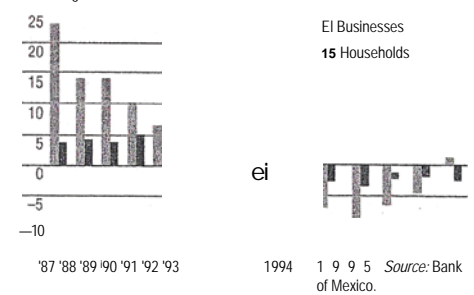 25
20
15
10
5
0
−5
—10
EI Businesses
15 Households
ei
'87 '88 '89 '90 '91 '92 '93
1994
1 9 9 5 Source: Bank
of Mexico.